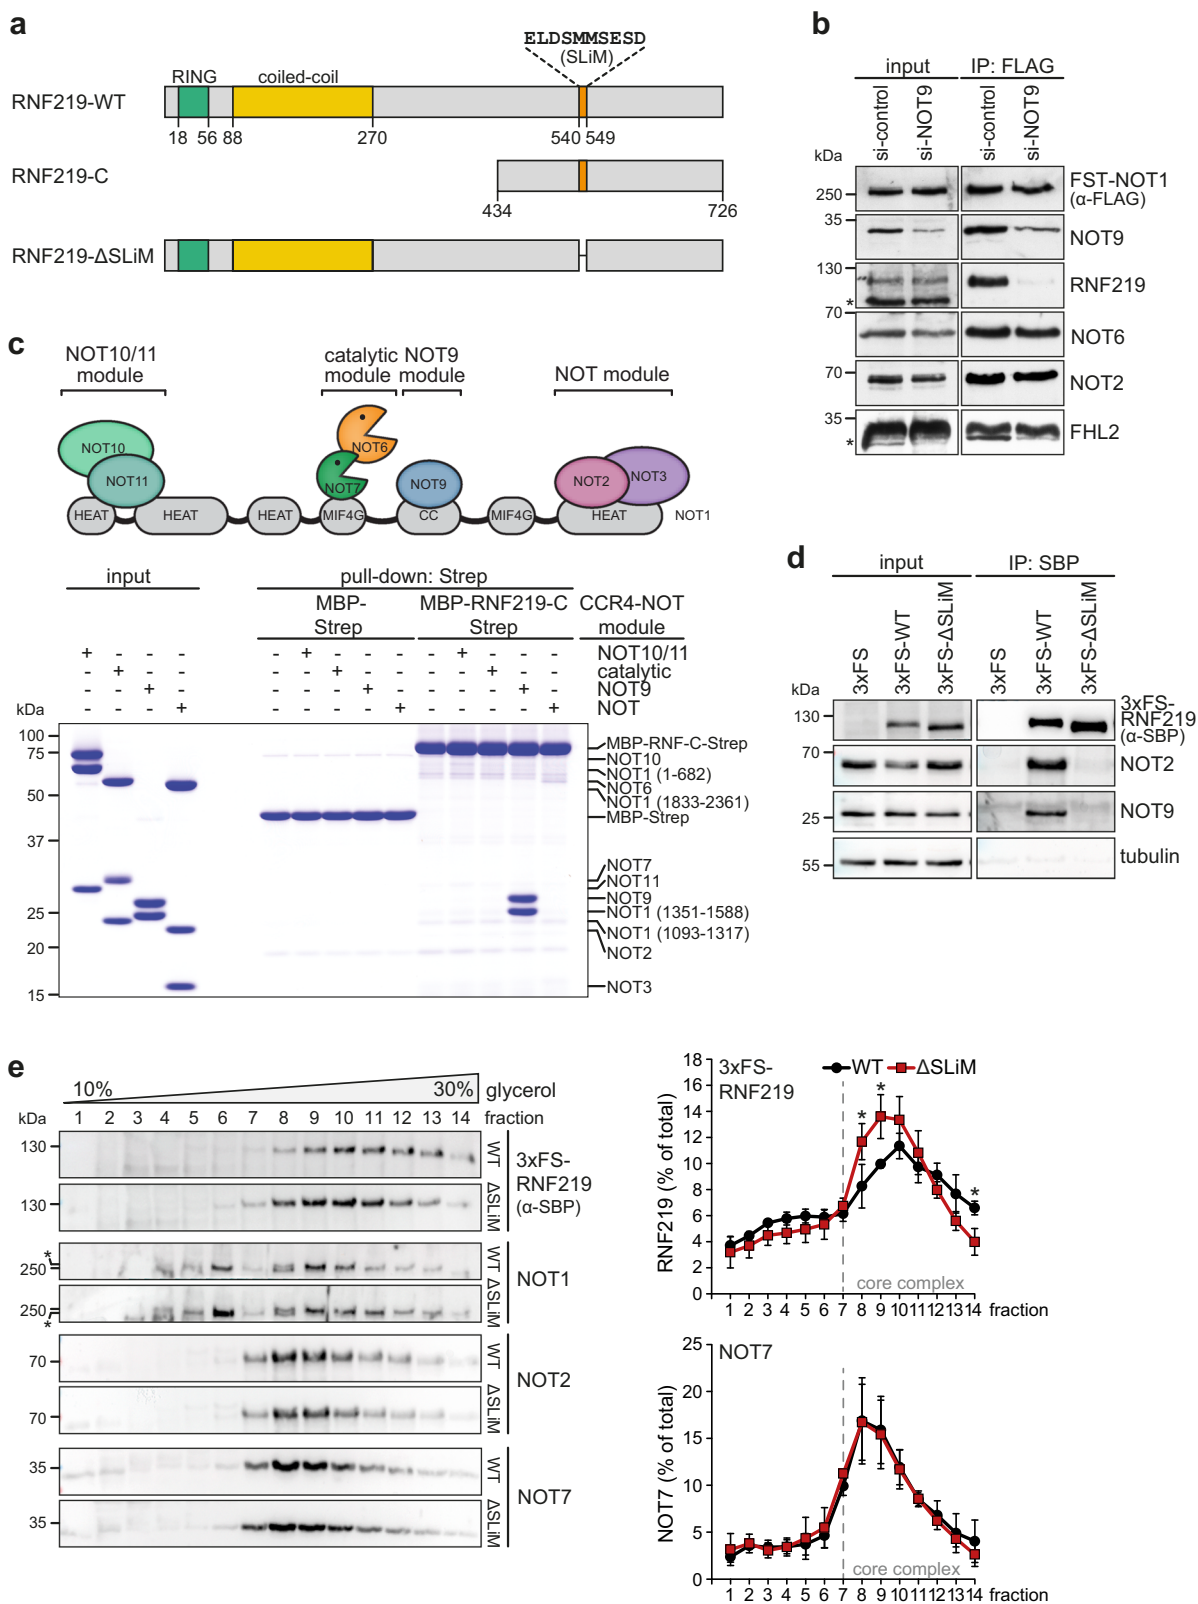 a
ELDSMMSESD
(SLiM)
RING coiled-coil
RNF219-WT
18 56 88 270 540 549
RNF219-C
434 726
RNF219-ΔSLiM
b
input IP: FLAG
si-control si-NOT9 si-control si-NOT9
kDa
250 FST-NOT1
(α-FLAG)
35 NOT9
130 RNF219
*
70 NOT6
70 NOT2
35 FHL2
*
c
NOT10/11 module
catalytic module
NOT9 module
NOT module
NOT10 NOT11 NOT6 NOT7 NOT9 NOT2 NOT3
HEAT HEAT HEAT MIF4G CC MIF4G HEAT NOT1
input pull-down: Strep
MBP-Strep MBP-RNF219-C Strep CCR4-NOT module
+ - - - - + - - - - + - - - NOT10/11
- + - - - - + - - - - + - - catalytic
- - + - - - - + - - - - + - NOT9
- - - + - - - - + - - - - + NOT
kDa
100
75
50
37
25
20
15
MBP-RNF-C-Strep
NOT10
NOT1 (1-682)
NOT6
NOT1 (1833-2361)
MBP-Strep
NOT7
NOT11
NOT9
NOT1 (1351-1588)
NOT1 (1093-1317)
NOT2
NOT3
d
input IP: SBP
3xFS 3xFS-WT 3xFS-ΔSLiM 3xFS 3xFS-WT 3xFS-ΔSLiM
kDa
130 3xFS-RNF219
(α-SBP)
70 NOT2
25 NOT9
55 tubulin
e
10% 30% glycerol
kDa 1 2 3 4 5 6 7 8 9 10 11 12 13 14 fraction
130 WT
130 ΔSLiM
3xFS-RNF219
(α-SBP)
*
250 WT
250 ΔSLiM
*
NOT1
70 WT
70 ΔSLiM
NOT2
35 WT
35 ΔSLiM
NOT7
3xFS-RNF219
WT ΔSLiM
RNF219 (% of total)
18
16
14
12
10
8
6
4
2
0
* * *
core complex
1 2 3 4 5 6 7 8 9 10 11 12 13 14 fraction
NOT7
NOT7 (% of total)
25
20
15
10
5
0
core complex
1 2 3 4 5 6 7 8 9 10 11 12 13 14 fraction